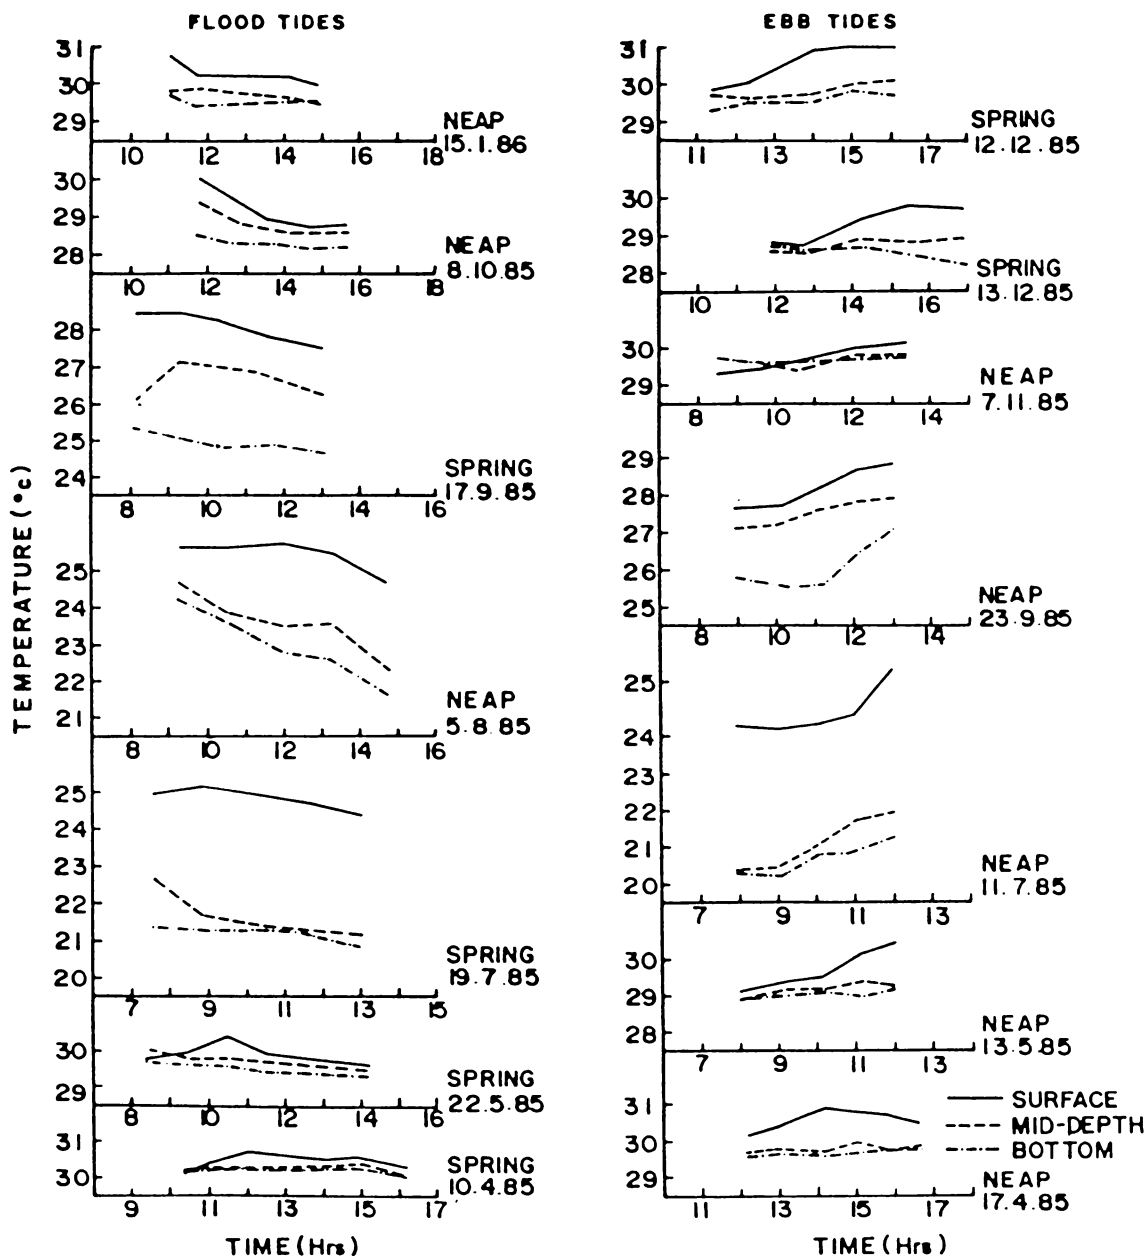 FLOOD TIDES
31
30
29
10 12 14 16 18
NEAP
15.1.86
30
29
28
10 12 14 16 18
NEAP
8.10.85
28
27
26
25
24
8 10 12 14 16
SPRING
17.9.85
25
24
23
22
21
8 10 12 14 16
NEAP
5.8.85
25
24
23
22
21
20
7 9 11 13 15
SPRING
19.7.85
30
29
8 10 12 14 16
SPRING
22.5.85
31
30
9 11 13 15 17
SPRING
10.4.85
TIME (Hrs)
TEMPERATURE (°c)
EBB TIDES
31
30
29
11 13 15 17
SPRING
12.12.85
30
29
28
10 12 14 16
SPRING
13.12.85
30
29
8 10 12 14
NEAP
7.11.85
29
28
27
26
25
8 10 12 14
NEAP
23.9.85
25
24
23
22
21
20
7 9 11 13
NEAP
11.7.85
30
29
28
7 9 11
NEAP
13.5.85
31
30
29
11 13 15 17
SURFACE
MID-DEPTH
BOTTOM
NEAP
17.4.85
TIME (Hrs)